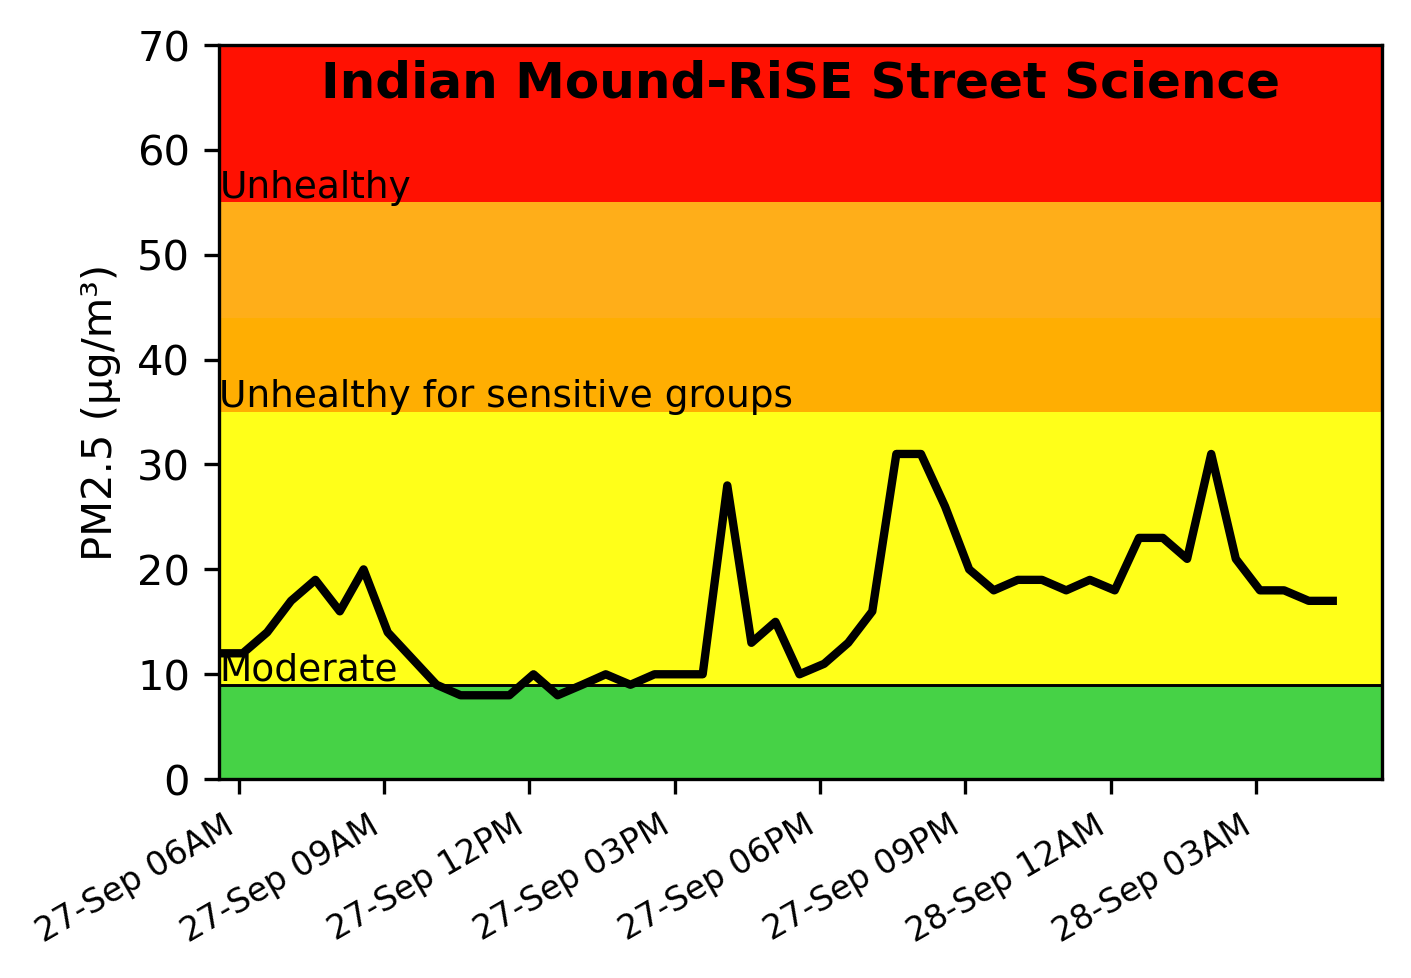 Indian Mound-RiSE Street Science
PM2.5 (µg/m³)
70
60
Unhealthy
50
40
Unhealthy for sensitive groups
30
20
10
Moderate
0
27-Sep 06AM
27-Sep 09AM
27-Sep 12PM
27-Sep 03PM
27-Sep 06PM
27-Sep 09PM
28-Sep 12AM
28-Sep 03AM